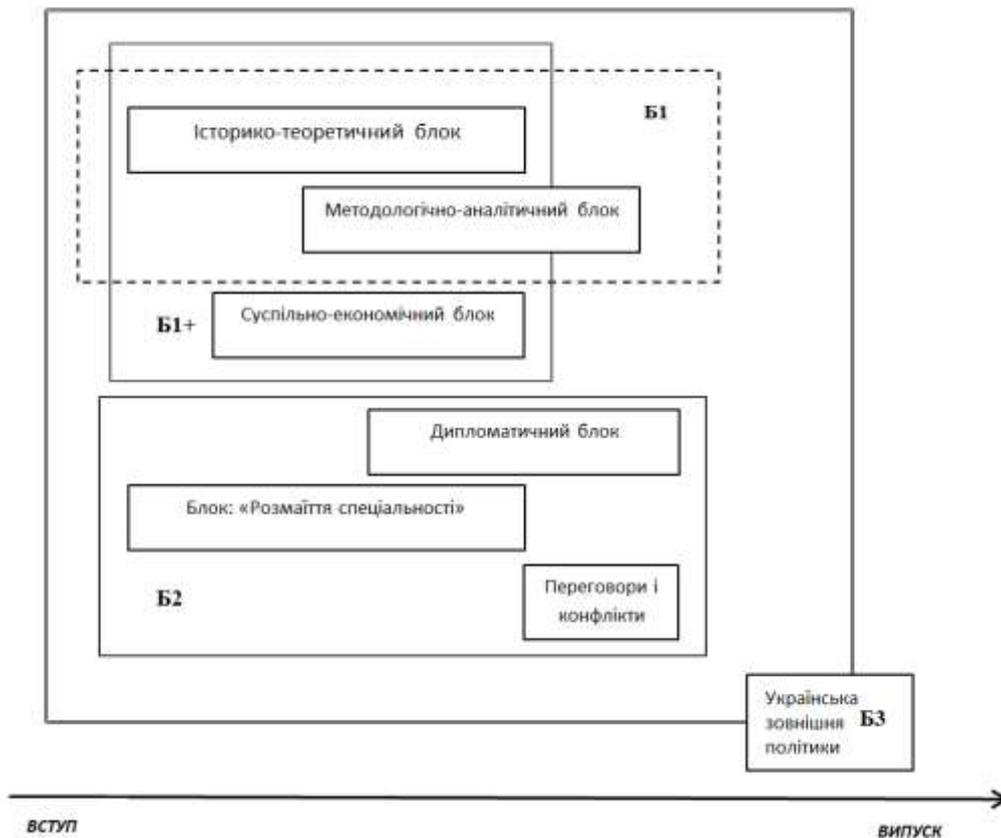 Б1
Історико-теоретичний блок
Методологічно-аналітичний блок
Б1+
Суспільно-економічний блок
Дипломатичний блок
Блок: «Розмаїття спеціальності»
Б2
Переговори і
конфлікти
Українська
зовнішня Б3
політики
ВСТУП
ВИПУСК